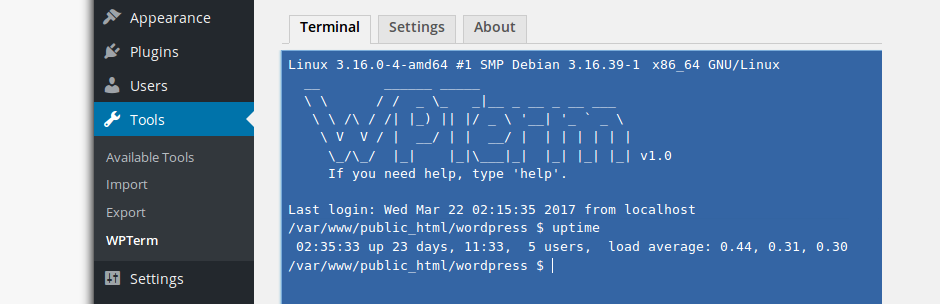 Appearance
Plugins
Users
Tools
Available Tools
Import
Export
WPTerm
Settings
Terminal
Settings
About
Linux 3.16.0-4-amd64 #1 SMP Debian 3.16.39-1 x86_64 GNU/Linux
WPTerm
v1.0
If you need help, type 'help'.
Last login: Wed Mar 22 02:15:35 2017 from localhost
/var/www/public_html/wordpress $ uptime
02:35:33 up 23 days, 11:33, 5 users, load average: 0.44, 0.31, 0.30
/var/www/public_html/wordpress $